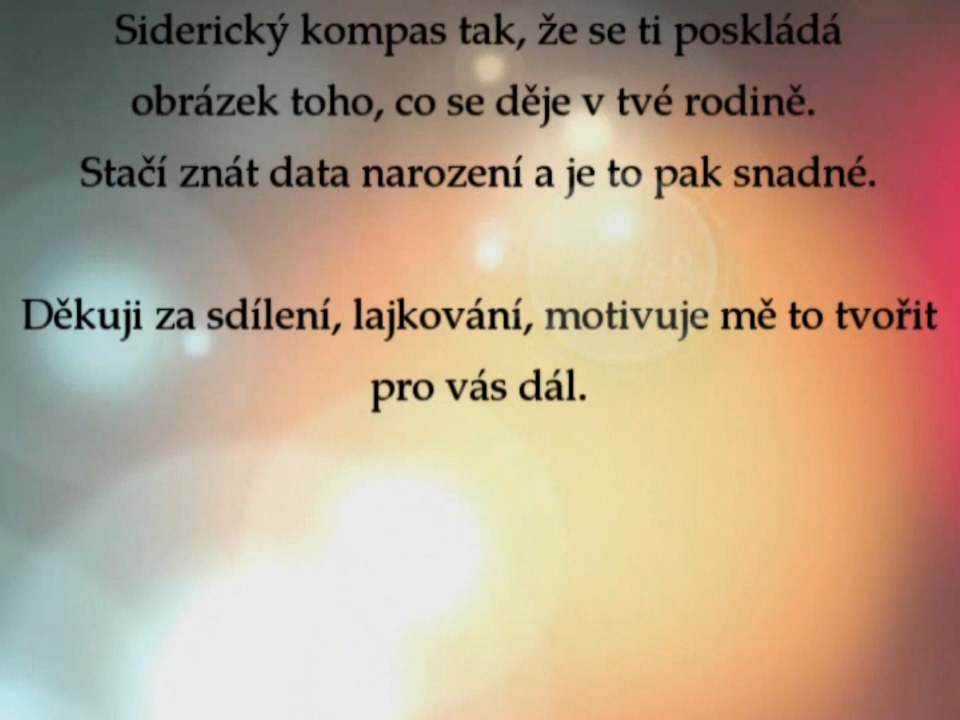 Siderický kompas tak, že se ti poskládá
obrázek toho, co se děje v tvé rodině.
Stačí znát data narození a je to pak snadné.
Děkuji za sdílení, lajkování, motivuje mě to tvořit
pro vás dál.